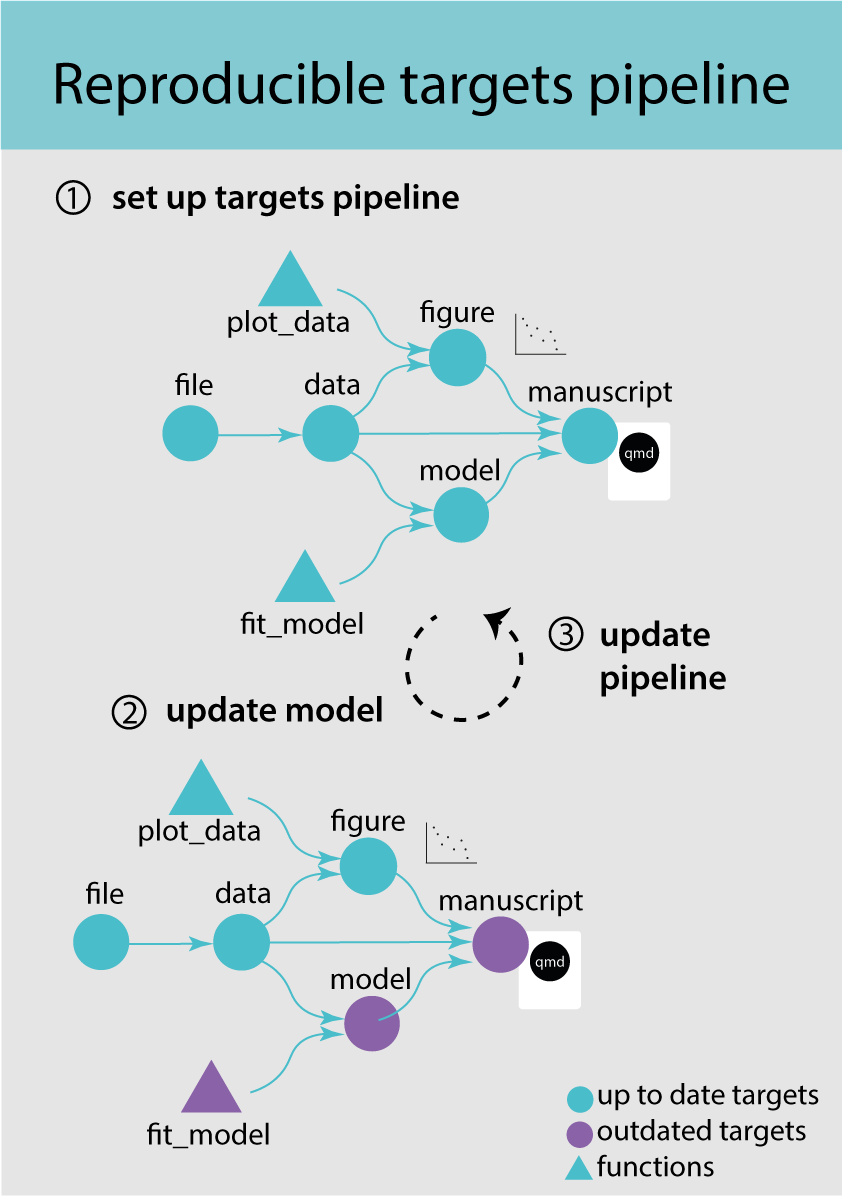 Reproducible targets pipeline
① set up targets pipeline
plot_data
figure
file
data
manuscript
qmd
model
fit_model
③ update
pipeline
② update model
plot_data
figure
file
data
manuscript
qmd
model
fit_model
up to date targets
outdated targets
functions